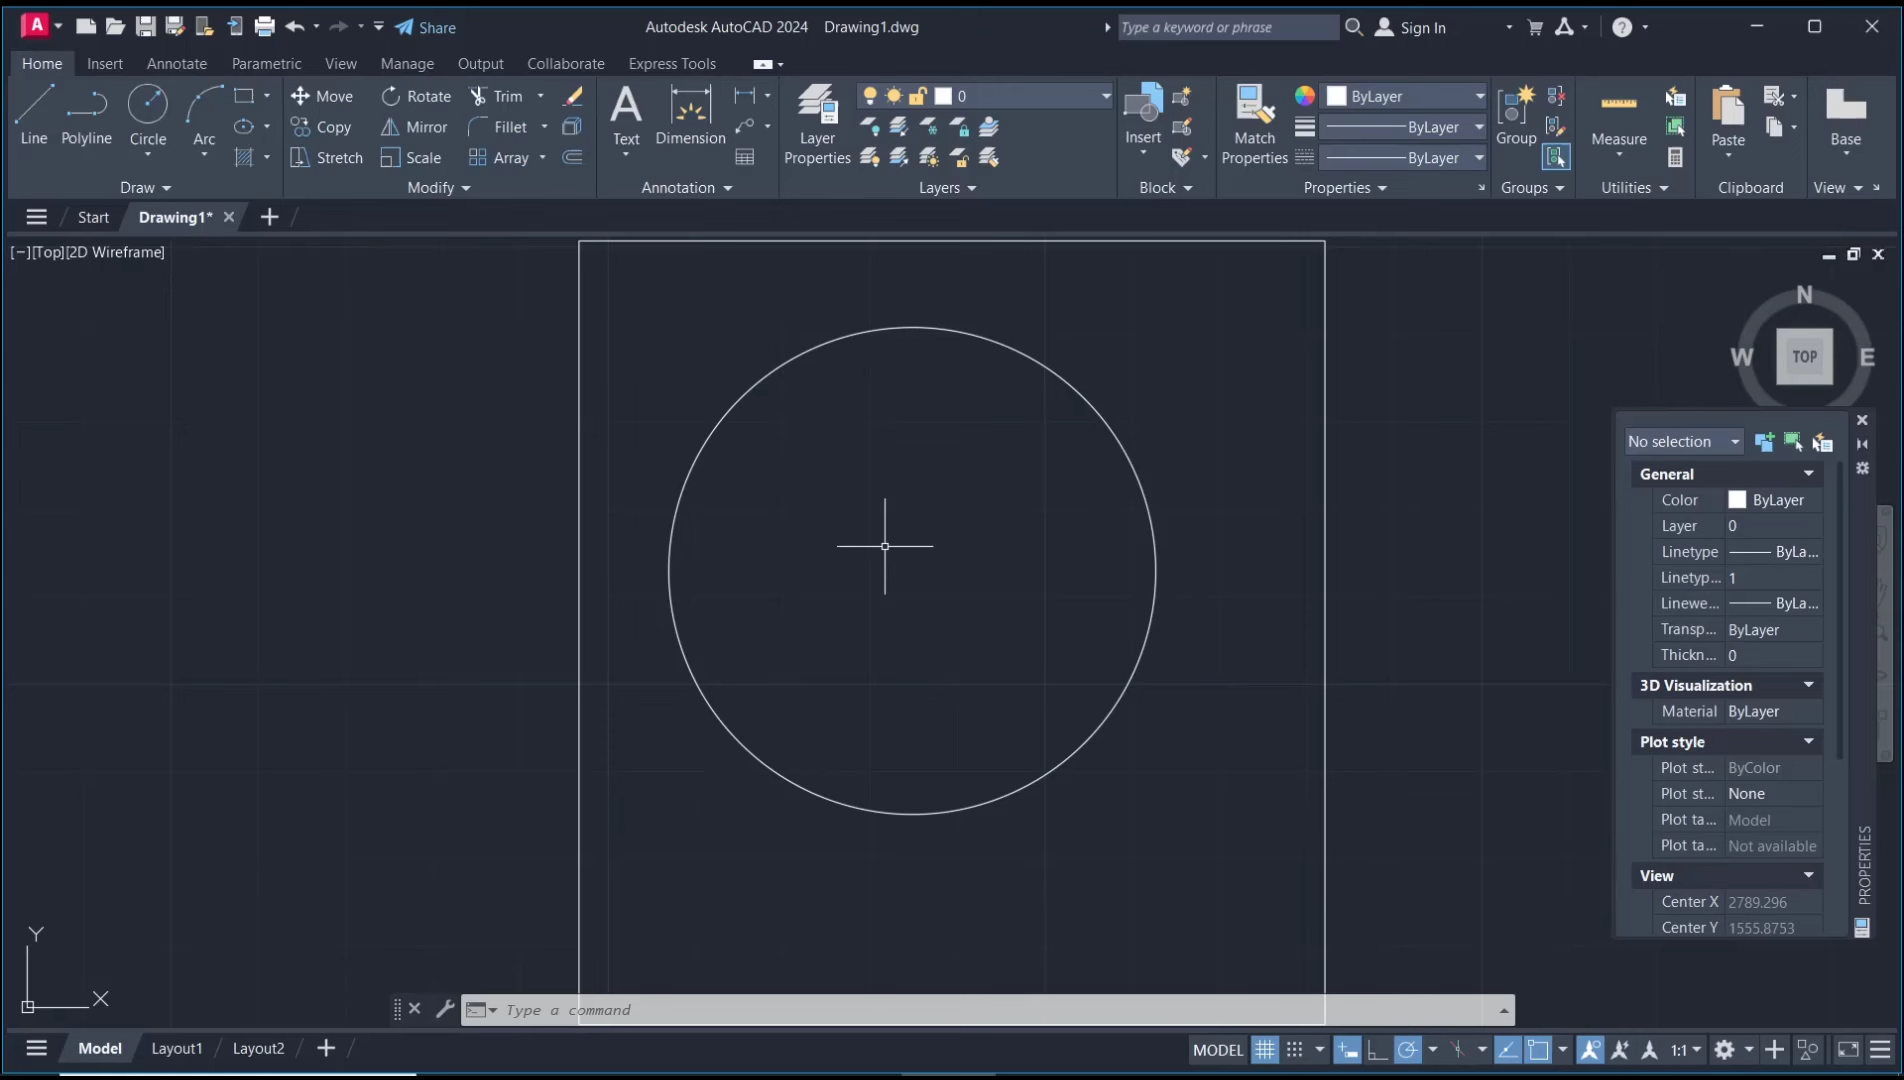 A Share Autodesk AutoCAD 2024 Drawing1.dwg Type a keyword or phrase Sign In
Home Insert Annotate Parametric View Manage Output Collaborate Express Tools
Line Polyline Circle Arc
Move Rotate Trim
Copy Mirror Fillet
Stretch Scale Array
A Text Dimension
Layer Properties
0
Insert
Match Properties
ByLayer
ByLayer
ByLayer
Group
Measure
Paste
Base
Draw Modify Annotation Layers Block Properties Groups Utilities Clipboard View
Start Drawing1* +
[−][Top][2D Wireframe]
N
W TOP E
No selection
General
Color ByLayer
Layer 0
Linetype ByLa...
Linetyp... 1
Linewe... ByLa...
Transp... ByLayer
Thickn... 0
3D Visualization
Material ByLayer
Plot style
Plot st... ByColor
Plot st... None
Plot ta... Model
Plot ta... Not available
View
Center X 2789.296
Center Y 1555.8753
PROPERTIES
Y
X
Type a command
Model Layout1 Layout2 + MODEL 1:1